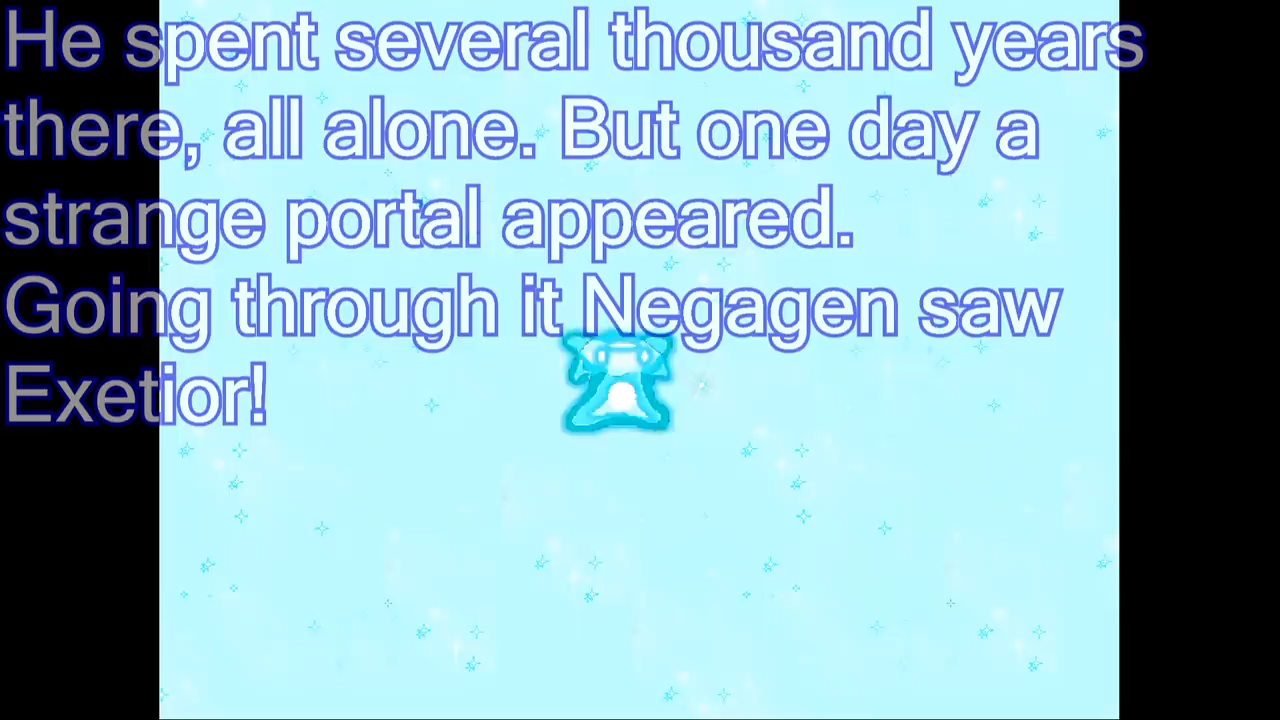 He spent several thousand years
there, all alone. But one day a
strange portal appeared.
Going through it Negagen saw
Exetior!